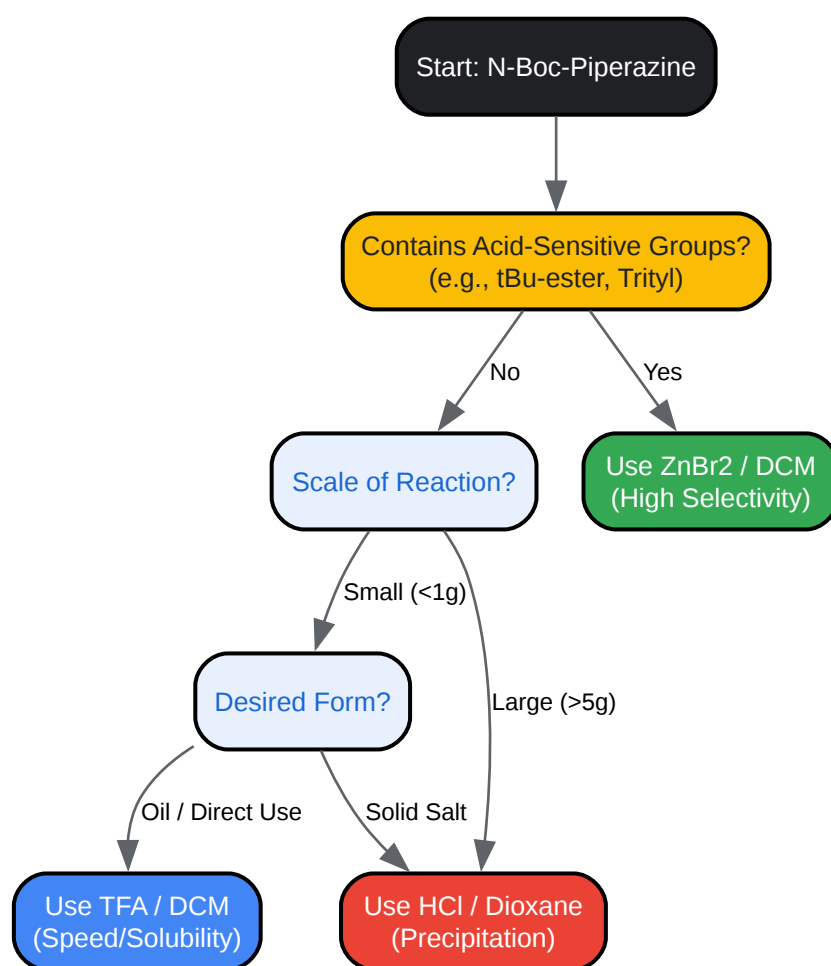 Start: N-Boc-Piperazine
Contains Acid-Sensitive Groups?
(e.g., tBu-ester, Trityl)
No
Yes
Scale of Reaction?
Use ZnBr2 / DCM
(High Selectivity)
Small (<1g)
Desired Form?
Large (>5g)
Oil / Direct Use
Solid Salt
Use TFA / DCM
(Speed/Solubility)
Use HCl / Dioxane
(Precipitation)